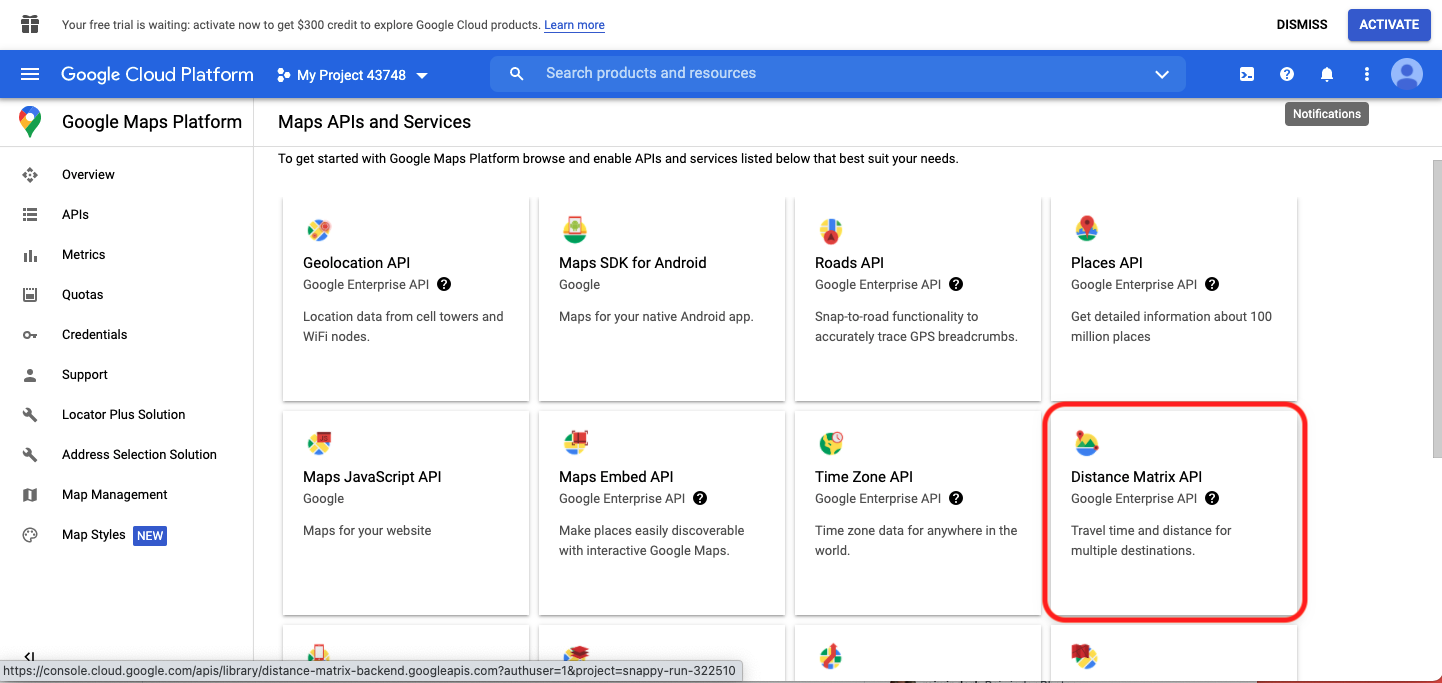 Your free trial is waiting: activate now to get $300 credit to explore Google Cloud products. Learn more
DISMISS
ACTIVATE
Google Cloud Platform
My Project 43748
Search products and resources
Notifications
Google Maps Platform
Overview
APIs
Metrics
Quotas
Credentials
Support
Locator Plus Solution
Address Selection Solution
Map Management
Map Styles NEW
Maps APIs and Services
To get started with Google Maps Platform browse and enable APIs and services listed below that best suit your needs.
Geolocation API
Google Enterprise API
Location data from cell towers and
WiFi nodes.
Maps SDK for Android
Google
Maps for your native Android app.
Roads API
Google Enterprise API
Snap-to-road functionality to
accurately trace GPS breadcrumbs.
Places API
Google Enterprise API
Get detailed information about 100
million places
Maps JavaScript API
Google
Maps for your website
Maps Embed API
Google Enterprise API
Make places easily discoverable
with interactive Google Maps.
Time Zone API
Google Enterprise API
Time zone data for anywhere in the
world.
Distance Matrix API
Google Enterprise API
Travel time and distance for
multiple destinations.
https://console.cloud.google.com/apis/library/distance-matrix-backend.googleapis.com?authuser=1&project=snappy-run-322510